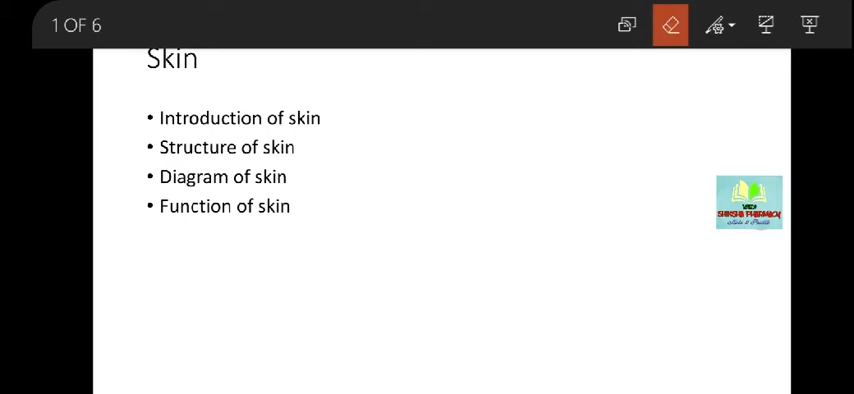 1 OF 6
Skin
• Introduction of skin
• Structure of skin
• Diagram of skin
• Function of skin
SHIKSHA PHARMACY